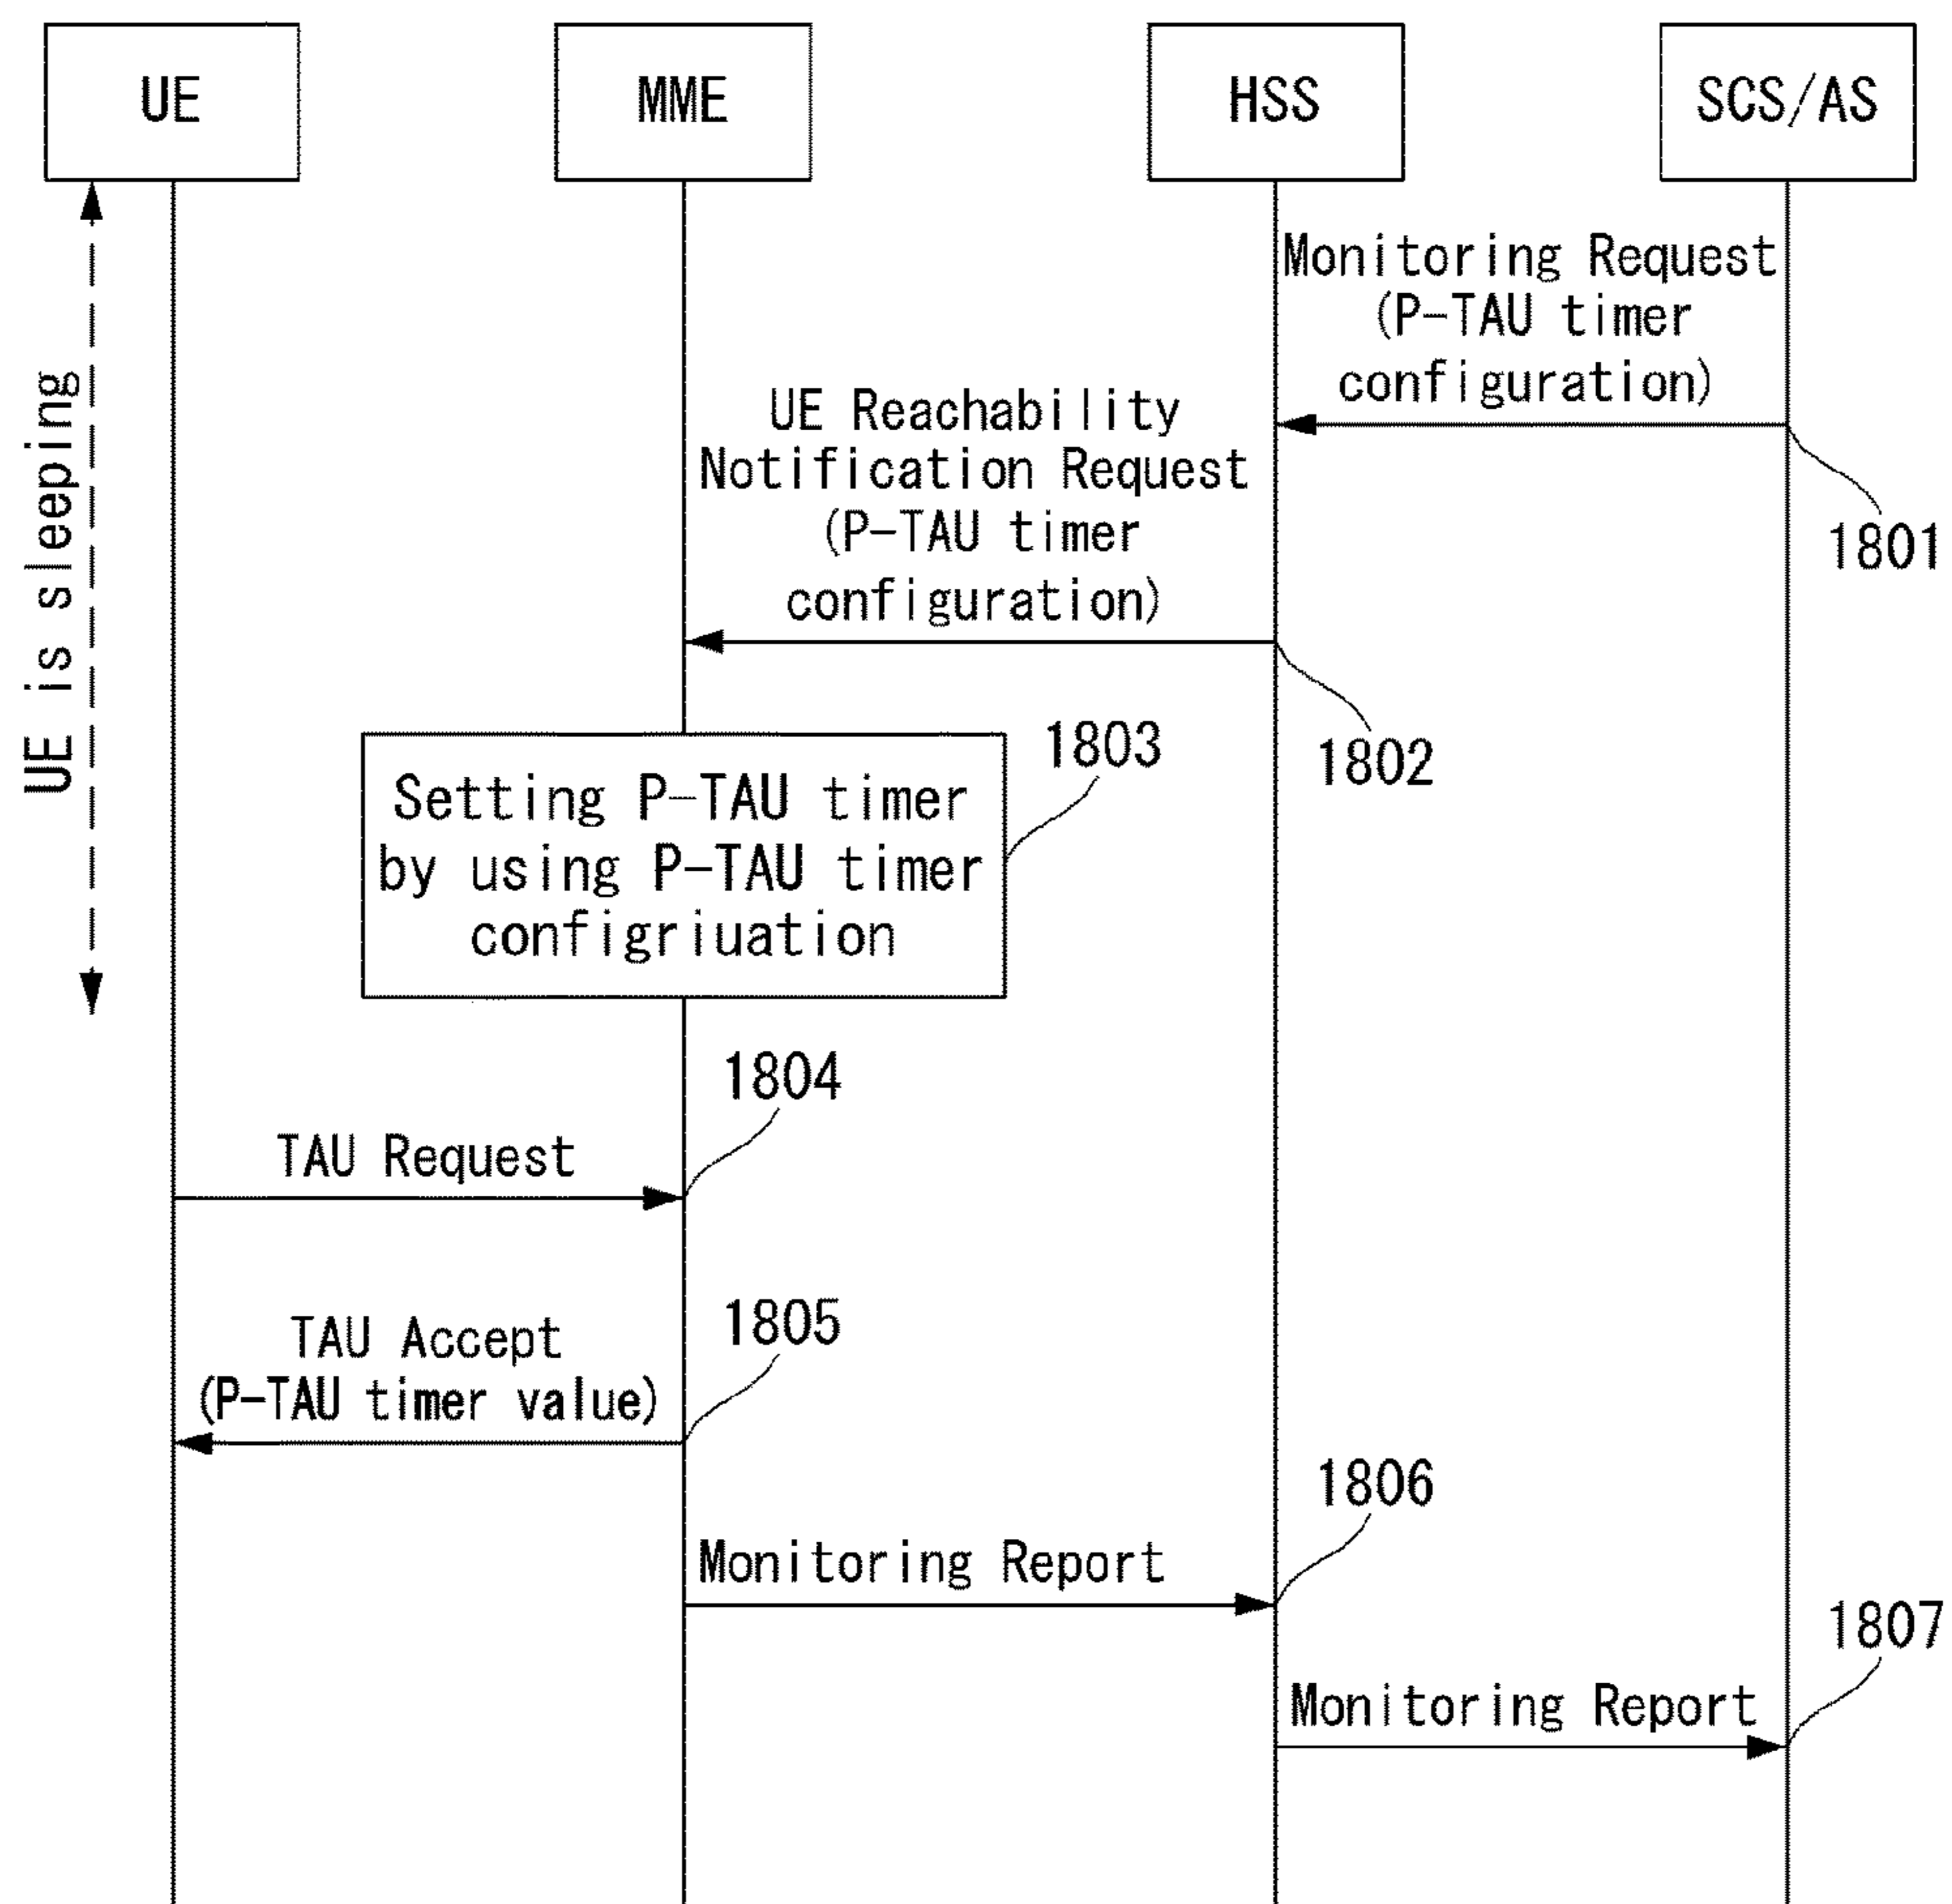 UE
MME
HSS
SCS/AS
UE is sleeping
Monitoring Request
(P-TAU timer
configuration)
1801
UE Reachability
Notification Request
(P-TAU timer
configuration)
1802
1803
Setting P-TAU timer
by using P-TAU timer
configriuation
1804
TAU Request
1805
TAU Accept
(P-TAU timer value)
1806
Monitoring Report
1807
Monitoring Report